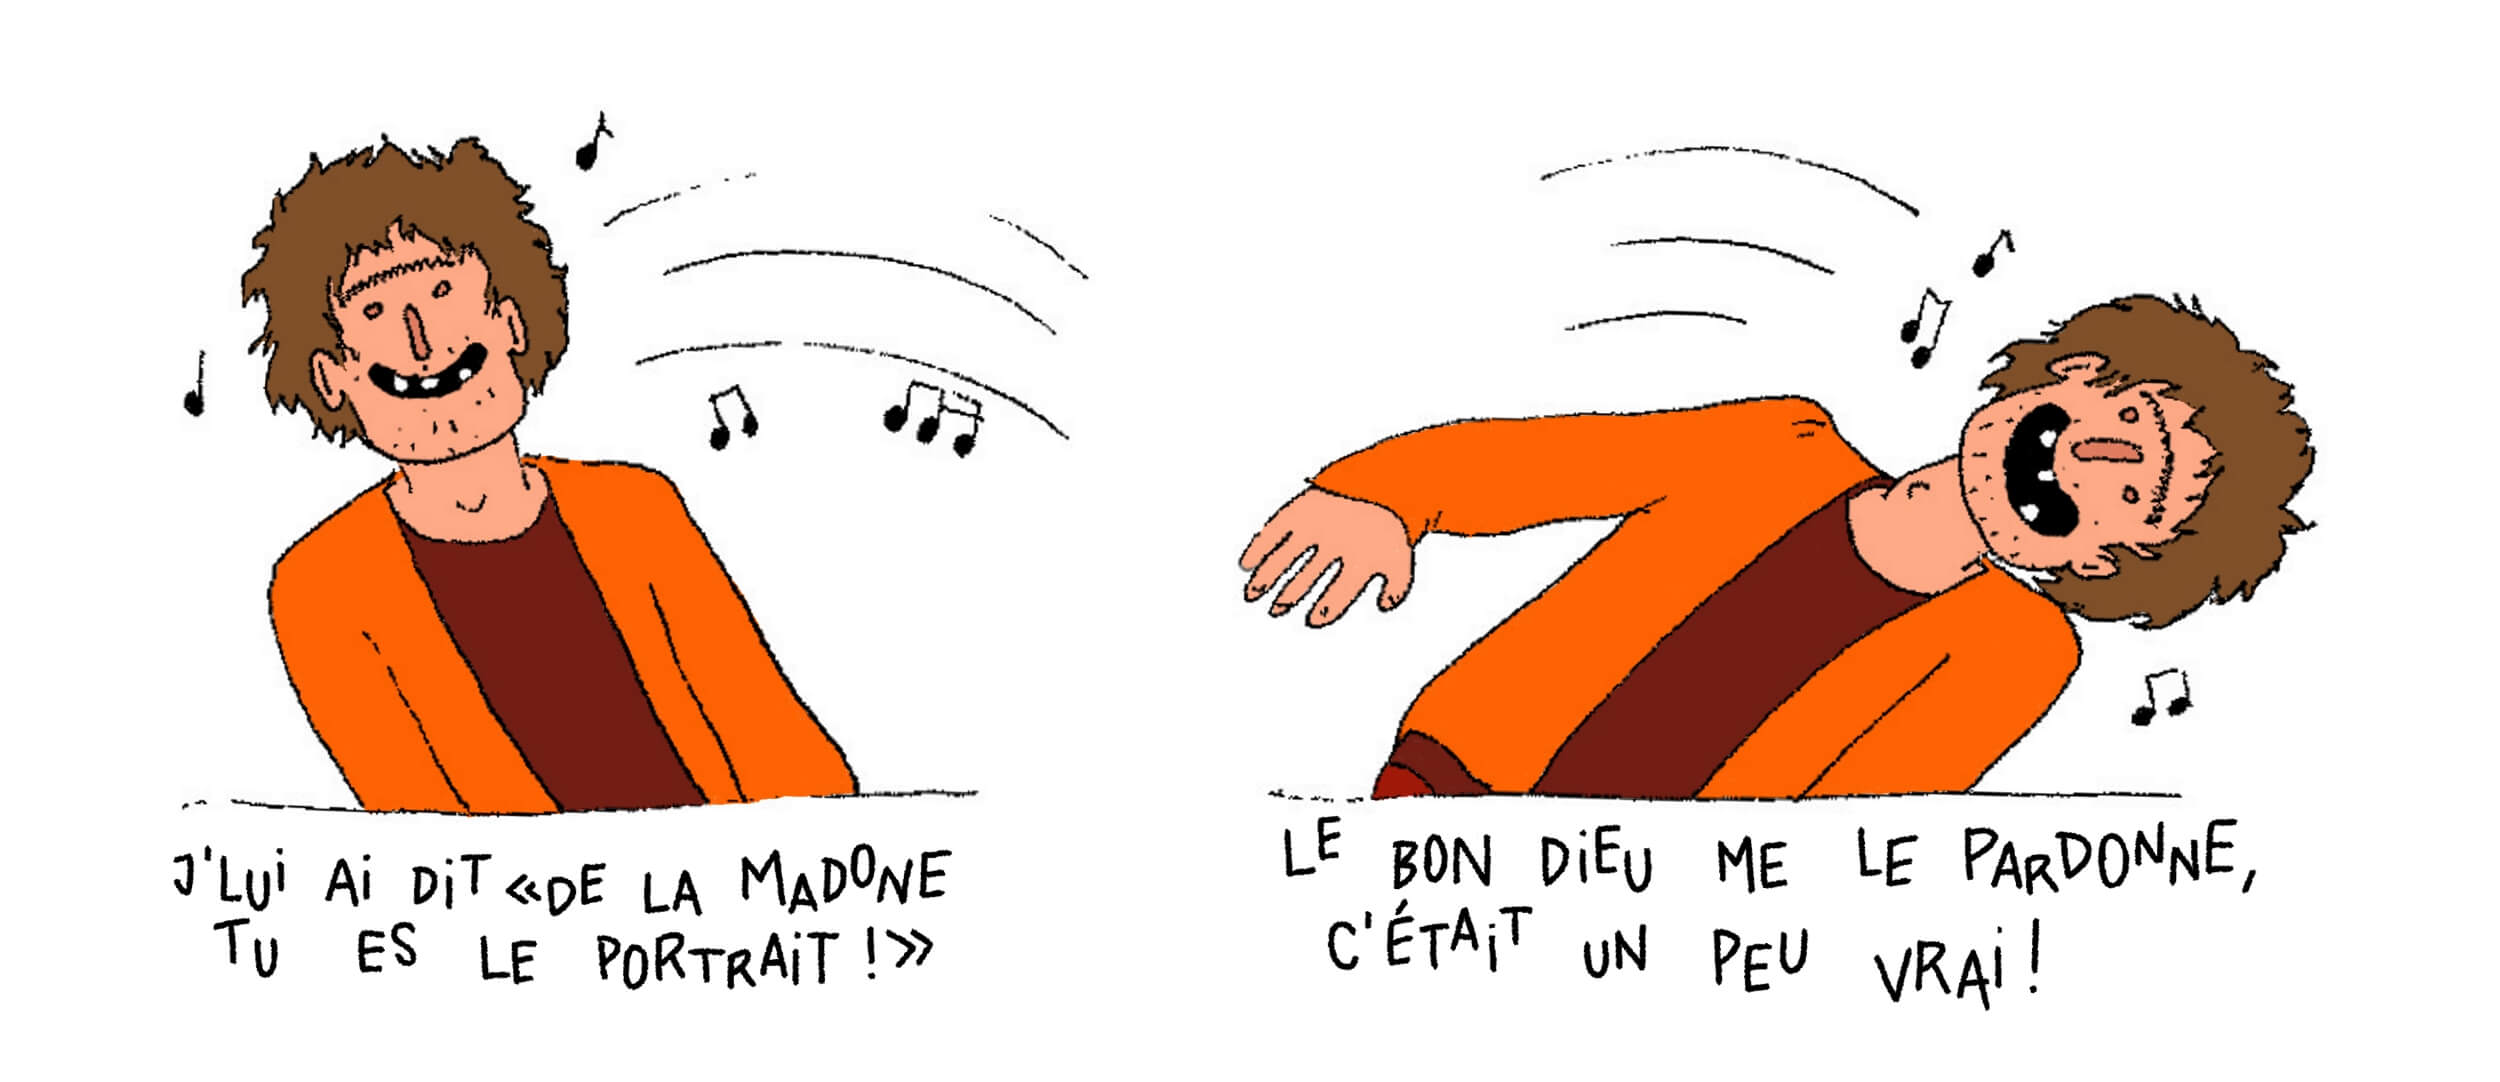 J'LUI AI DIT «DE LA MADONE
TU ES LE PORTRAIT !»
LE BON DIEU ME LE PARDONNE,
C'ÉTAIT UN PEU VRAI !